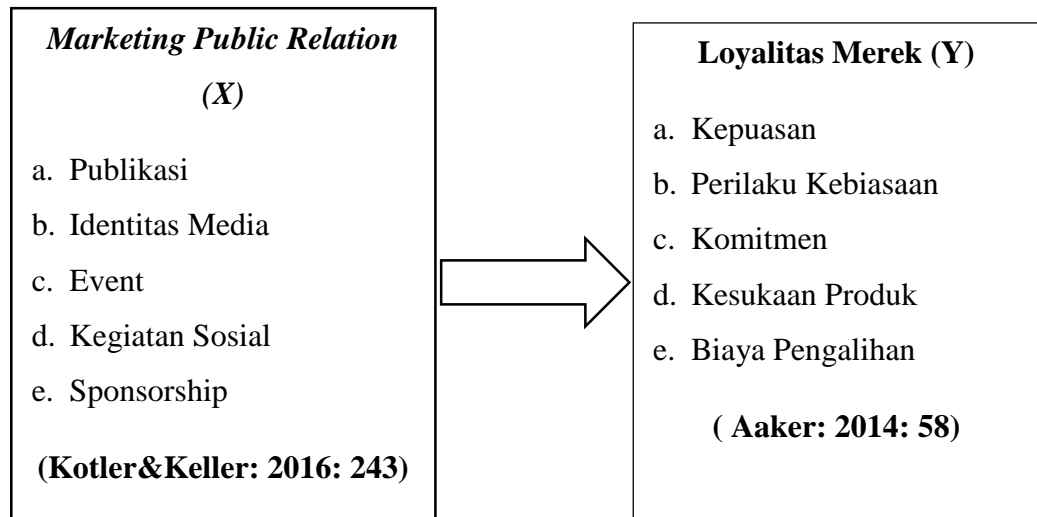 Marketing Public Relation
(X)
a. Publikasi
b. Identitas Media
c. Event
d. Kegiatan Sosial
e. Sponsorship
(Kotler&Keller: 2016: 243)
Loyalitas Merek (Y)
a. Kepuasan
b. Perilaku Kebiasaan
c. Komitmen
d. Kesukaan Produk
e. Biaya Pengalihan
( Aaker: 2014: 58)